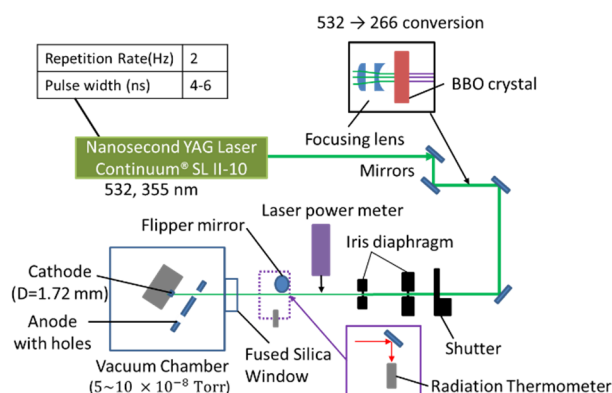 532 → 266 conversion
Repetition Rate(Hz) 2
Pulse width (ns) 4-6
BBO crystal
Focusing lens
Nanosecond YAG Laser
Continuum® SL II-10
532, 355 nm
Mirrors
Laser power meter
Flipper mirror
Iris diaphragm
Cathode
(D=1.72 mm)
Anode
with holes
Fused Silica
Window
Shutter
Vacuum Chamber
(5~10 × 10⁻⁸ Torr)
Radiation Thermometer